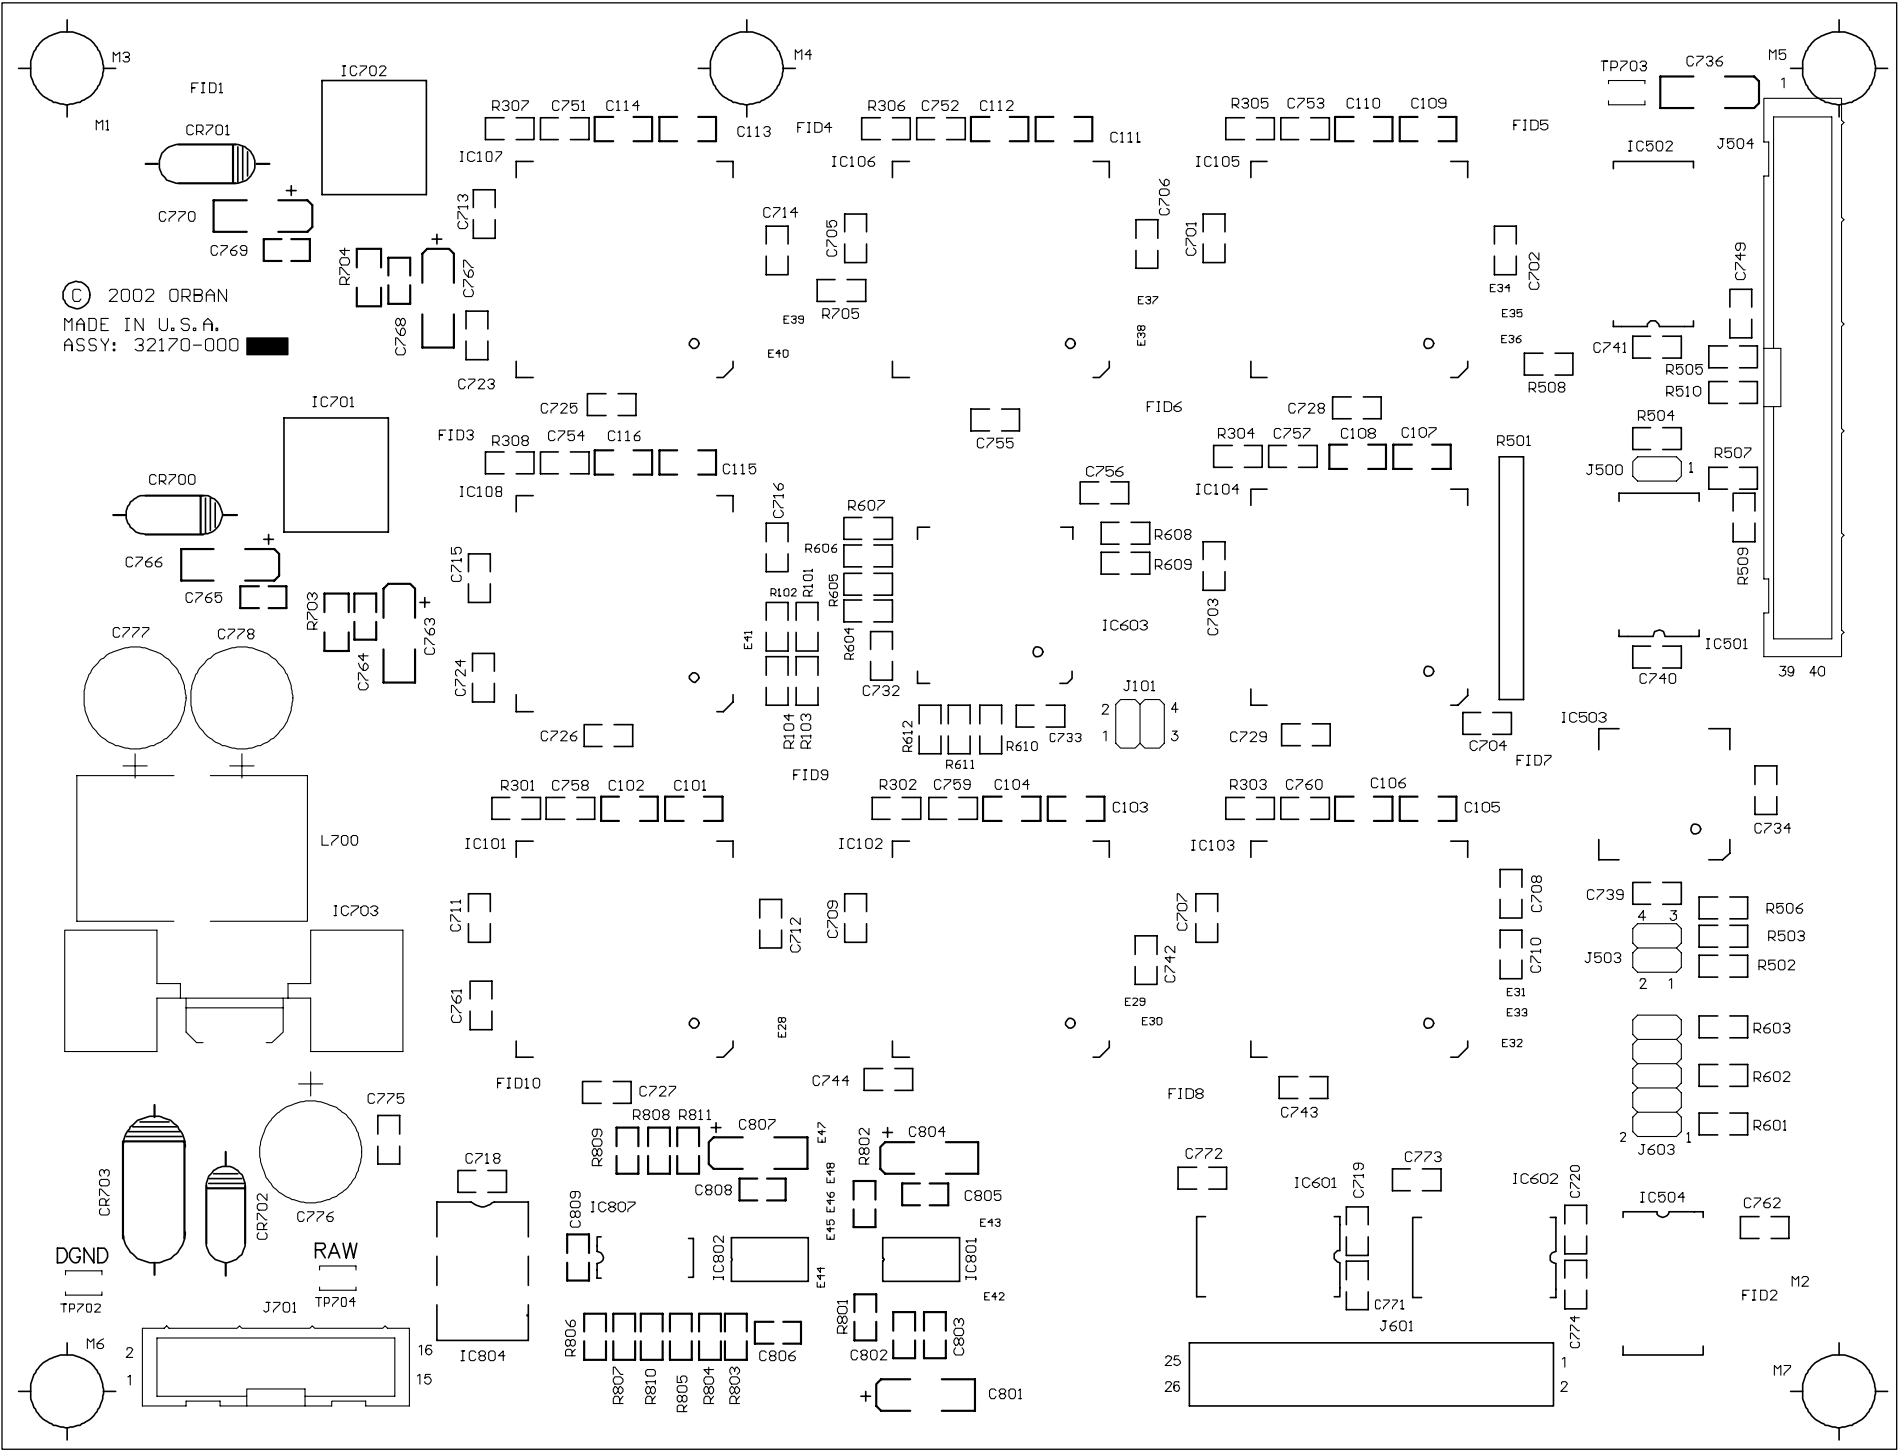 M3
M4
M5
FID1
IC702
TP703
C736
1
M1
CR701
R307 C751 C114
C113
FID4
R306 C752 C112
C111
R305 C753 C110 C109
FID5
IC502
J504
IC107
IC106
IC105
C770
+
C769
C713
C714
C705
C706
C701
C702
C749
R704
+
C767
C768
© 2002 ORBAN
MADE IN U.S.A.
ASSY: 32170-000
R705
E39
E40
E37
E38
E34
E35
E36
C723
C741
R505
R510
R508
IC701
C725
C755
FID6
C728
R504
FID3
R308 C754 C116
C115
R304 C757 C108 C107
R501
J500
1
R507
CR700
IC108
C716
C756
IC104
R607
R606
R605
R604
R608
R609
R509
C766
+
C765
C715
R102
R101
C703
R703
+
C763
C764
C777
C778
E41
IC603
C724
C732
IC501
C740
39 40
J101
2 4
1 3
R104
R103
R612
R611
R610
C733
C726
C729
C704
IC503
FID7
FID9
R301 C758 C102 C101
R302 C759 C104
C103
R303 C760 C106
C105
C734
L700
IC101
IC102
IC103
IC703
C711
C712
C709
C707
C708
C739
4 3
R506
R503
J503
R502
2 1
C742
C710
C761
E28
E29
E30
E31
E33
E32
R603
R602
R601
2 1
J603
FID10
C727
C744
FID8
C743
C775
R808 R811
R809
+
C807
E47
R802
+
C804
C718
C808
C805
C772
C773
CR703
CR702
C776
C809
IC807
E48
E46
E45
E43
IC601
C719
IC602
C720
IC504
C762
DGND
RAW
IC802
E44
IC801
TP702
TP704
E42
C771
M2
FID2
J701
R801
J601
C774
M6
2
1
16
15
IC804
R806
R807
R810
R805
R804
R803
C806
C802
C803
+
C801
25
26
1
2
M7